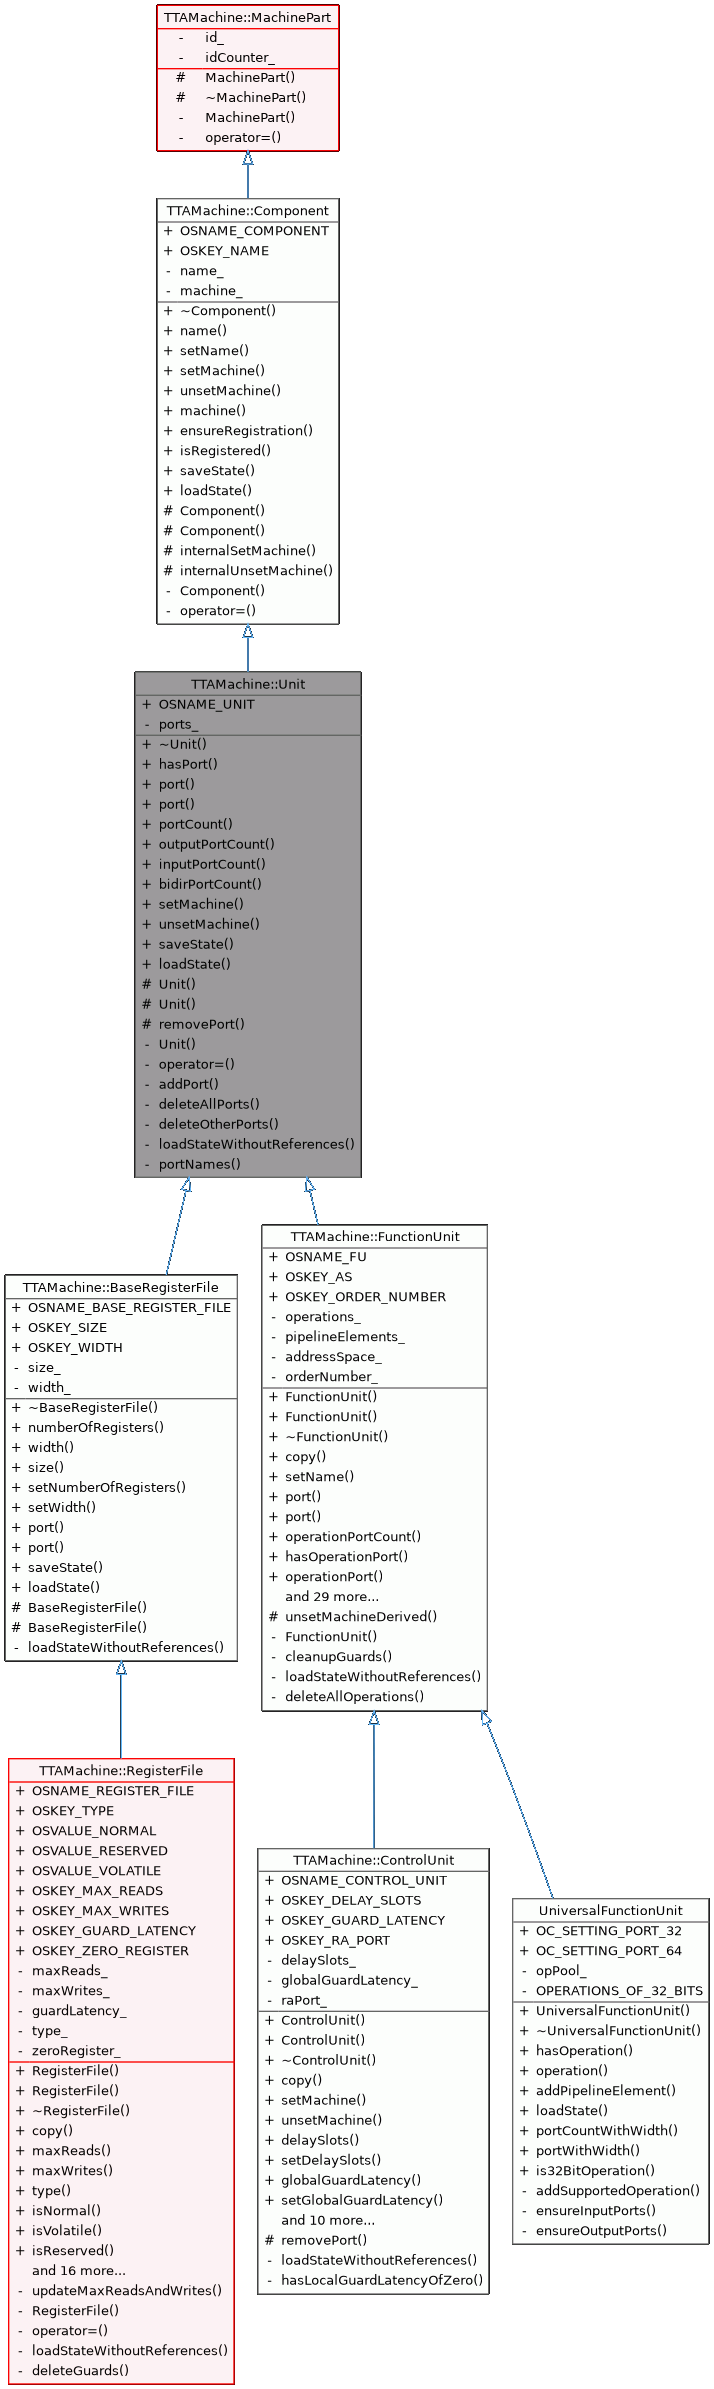 TTAMachine::MachinePart
- id_
- idCounter_
# MachinePart()
# ~MachinePart()
- MachinePart()
- operator=()
TTAMachine::Component
+ OSNAME_COMPONENT
+ OSKEY_NAME
- name_
- machine_
+ ~Component()
+ name()
+ setName()
+ setMachine()
+ unsetMachine()
+ machine()
+ ensureRegistration()
+ isRegistered()
+ saveState()
+ loadState()
# Component()
# Component()
# internalSetMachine()
# internalUnsetMachine()
- Component()
- operator=()
TTAMachine::Unit
+ OSNAME_UNIT
- ports_
+ ~Unit()
+ hasPort()
+ port()
+ port()
+ portCount()
+ outputPortCount()
+ inputPortCount()
+ bidirPortCount()
+ setMachine()
+ unsetMachine()
+ saveState()
+ loadState()
# Unit()
# Unit()
# removePort()
- Unit()
- operator=()
- addPort()
- deleteAllPorts()
- deleteOtherPorts()
- loadStateWithoutReferences()
- portNames()
TTAMachine::BaseRegisterFile
+ OSNAME_BASE_REGISTER_FILE
+ OSKEY_SIZE
+ OSKEY_WIDTH
- size_
- width_
+ ~BaseRegisterFile()
+ numberOfRegisters()
+ width()
+ size()
+ setNumberOfRegisters()
+ setWidth()
+ port()
+ port()
+ saveState()
+ loadState()
# BaseRegisterFile()
# BaseRegisterFile()
- loadStateWithoutReferences()
TTAMachine::FunctionUnit
+ OSNAME_FU
+ OSKEY_AS
+ OSKEY_ORDER_NUMBER
- operations_
- pipelineElements_
- addressSpace_
- orderNumber_
+ FunctionUnit()
+ FunctionUnit()
+ ~FunctionUnit()
+ copy()
+ setName()
+ port()
+ port()
+ operationPortCount()
+ hasOperationPort()
+ operationPort()
and 29 more...
# unsetMachineDerived()
- FunctionUnit()
- cleanupGuards()
- loadStateWithoutReferences()
- deleteAllOperations()
TTAMachine::RegisterFile
+ OSNAME_REGISTER_FILE
+ OSKEY_TYPE
+ OSVALUE_NORMAL
+ OSVALUE_RESERVED
+ OSVALUE_VOLATILE
+ OSKEY_MAX_READS
+ OSKEY_MAX_WRITES
+ OSKEY_GUARD_LATENCY
+ OSKEY_ZERO_REGISTER
- maxReads_
- maxWrites_
- guardLatency_
- type_
- zeroRegister_
+ RegisterFile()
+ RegisterFile()
+ ~RegisterFile()
+ copy()
+ maxReads()
+ maxWrites()
+ type()
+ isNormal()
+ isVolatile()
+ isReserved()
and 16 more...
- updateMaxReadsAndWrites()
- RegisterFile()
- operator=()
- loadStateWithoutReferences()
- deleteGuards()
TTAMachine::ControlUnit
+ OSNAME_CONTROL_UNIT
+ OSKEY_DELAY_SLOTS
+ OSKEY_GUARD_LATENCY
+ OSKEY_RA_PORT
- delaySlots_
- globalGuardLatency_
- raPort_
+ ControlUnit()
+ ControlUnit()
+ ~ControlUnit()
+ copy()
+ setMachine()
+ unsetMachine()
+ delaySlots()
+ setDelaySlots()
+ globalGuardLatency()
+ setGlobalGuardLatency()
and 10 more...
# removePort()
- loadStateWithoutReferences()
- hasLocalGuardLatencyOfZero()
UniversalFunctionUnit
+ OC_SETTING_PORT_32
+ OC_SETTING_PORT_64
- opPool_
- OPERATIONS_OF_32_BITS
+ UniversalFunctionUnit()
+ ~UniversalFunctionUnit()
+ hasOperation()
+ operation()
+ addPipelineElement()
+ loadState()
+ portCountWithWidth()
+ portWithWidth()
+ is32BitOperation()
- addSupportedOperation()
- ensureInputPorts()
- ensureOutputPorts()